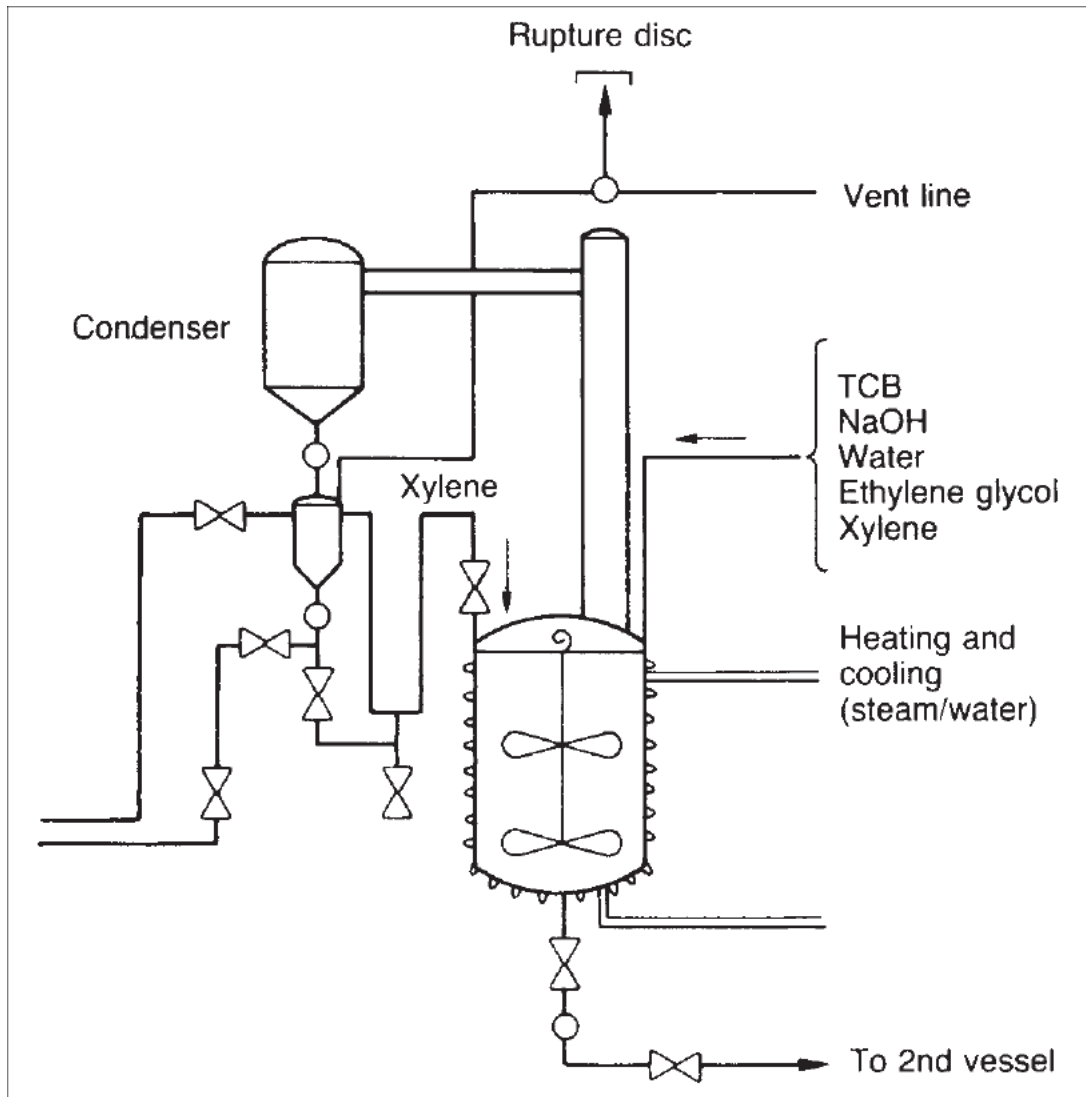 Rupture disc
Vent line
Condenser
TCB
NaOH
Water
Ethylene glycol
Xylene
Xylene
Heating and
cooling
(steam/water)
To 2nd vessel